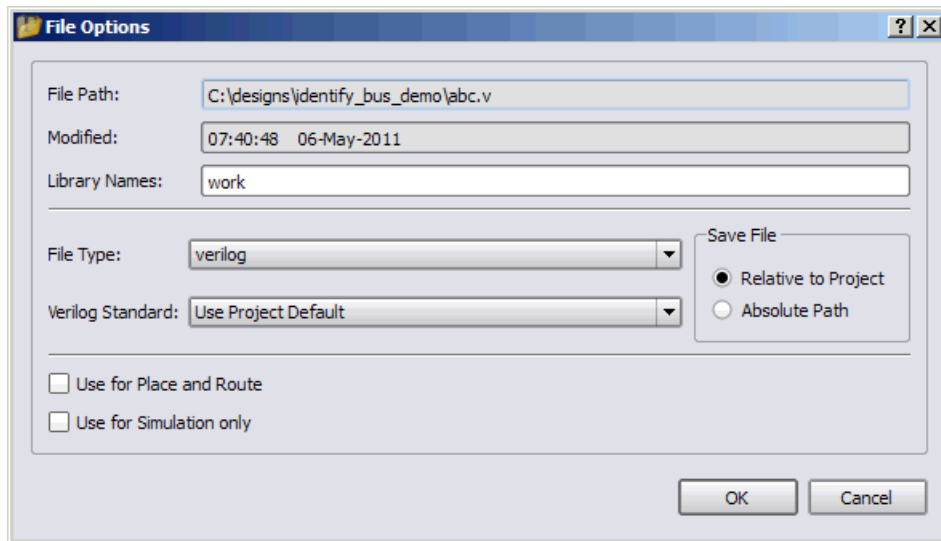 File Options
File Path: C:\designs\identify_bus_demo\abc.v
Modified: 07:40:48 06-May-2011
Library Names: work
File Type: verilog
Verilog Standard: Use Project Default
Save File
Relative to Project
Absolute Path
Use for Place and Route
Use for Simulation only
OK Cancel